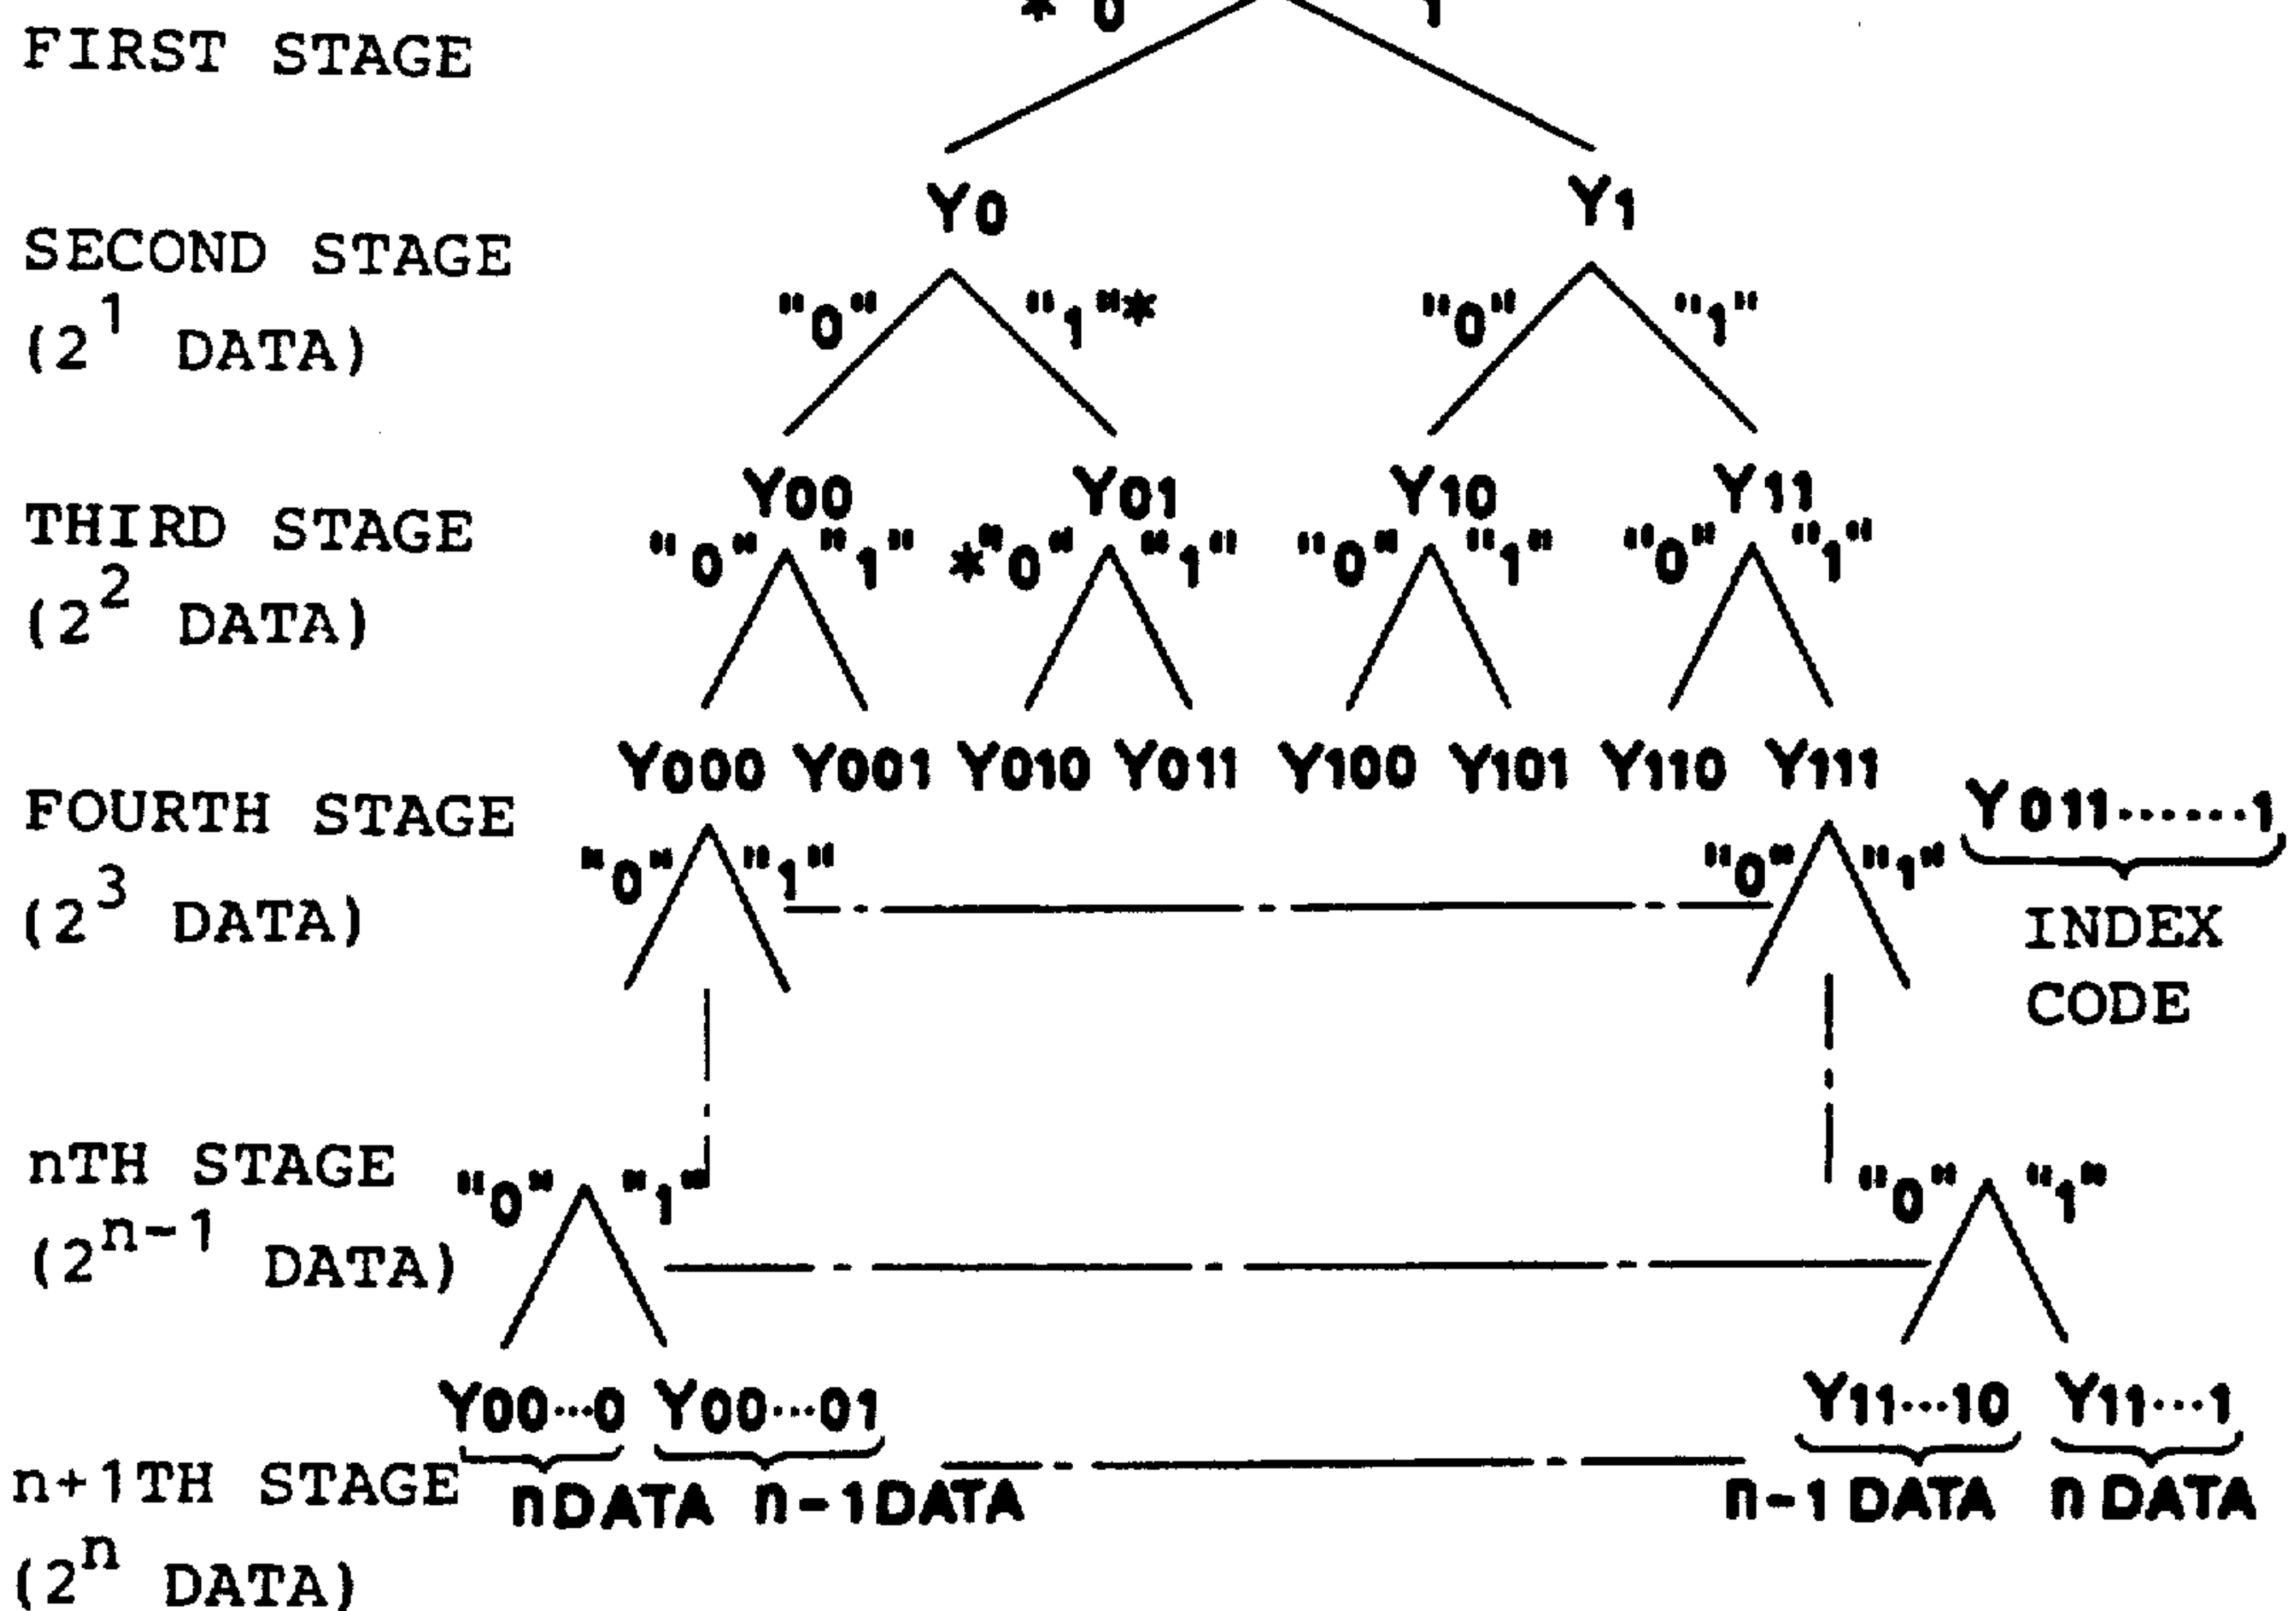 * 0 1
FIRST STAGE
Y0 Y1
SECOND STAGE
"0" "1"* "0" "1"
(2^1 DATA)
Y00 Y01 Y10 Y11
THIRD STAGE
"0" "1" *"0" "1" "0" "1" "0" "1"
(2^2 DATA)
Y000 Y001 Y010 Y011 Y100 Y101 Y110 Y111
FOURTH STAGE
Y011......1
"0" "1" "0" "1"
(2^3 DATA)
INDEX
CODE
nTH STAGE
"0" "1" "0" "1"
(2^n-1 DATA)
Y00...0 Y00...01 Y11...10 Y11...1
n+1TH STAGE
nDATA n-1DATA n-1 DATA n DATA
(2^n DATA)